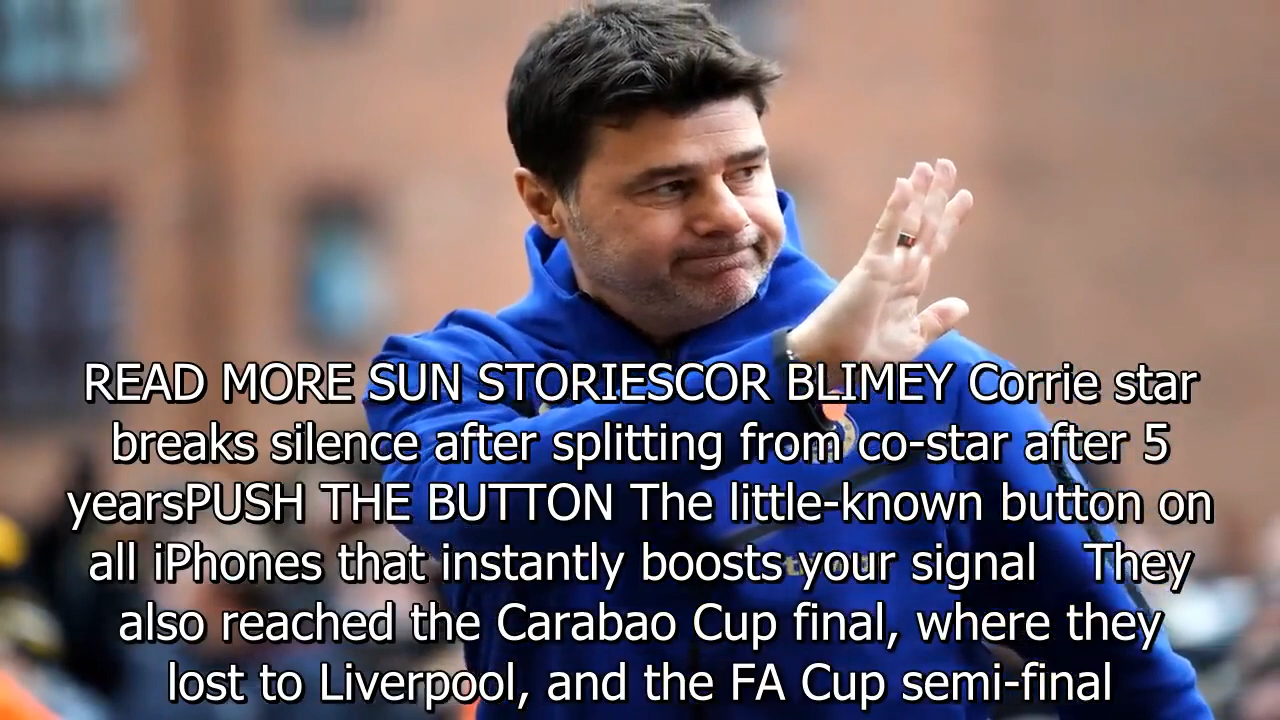 READ MORE SUN STORIESCOR BLIMEY Corrie star
breaks silence after splitting from co-star after 5
yearsPUSH THE BUTTON The little-known button on
all iPhones that instantly boosts your signal They
also reached the Carabao Cup final, where they
lost to Liverpool, and the FA Cup semi-final